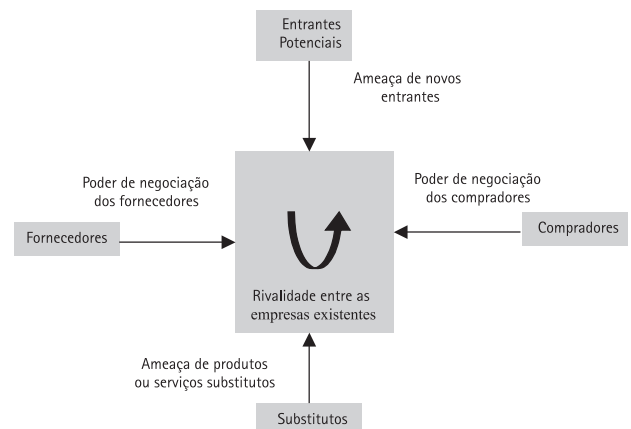 Entrantes
Potenciais
Ameaça de novos
entrantes
Poder de negociação
dos fornecedores
Poder de negociação
dos compradores
Fornecedores
Compradores
Rivalidade entre as
empresas existentes
Ameaça de produtos
ou serviços substitutos
Substitutos